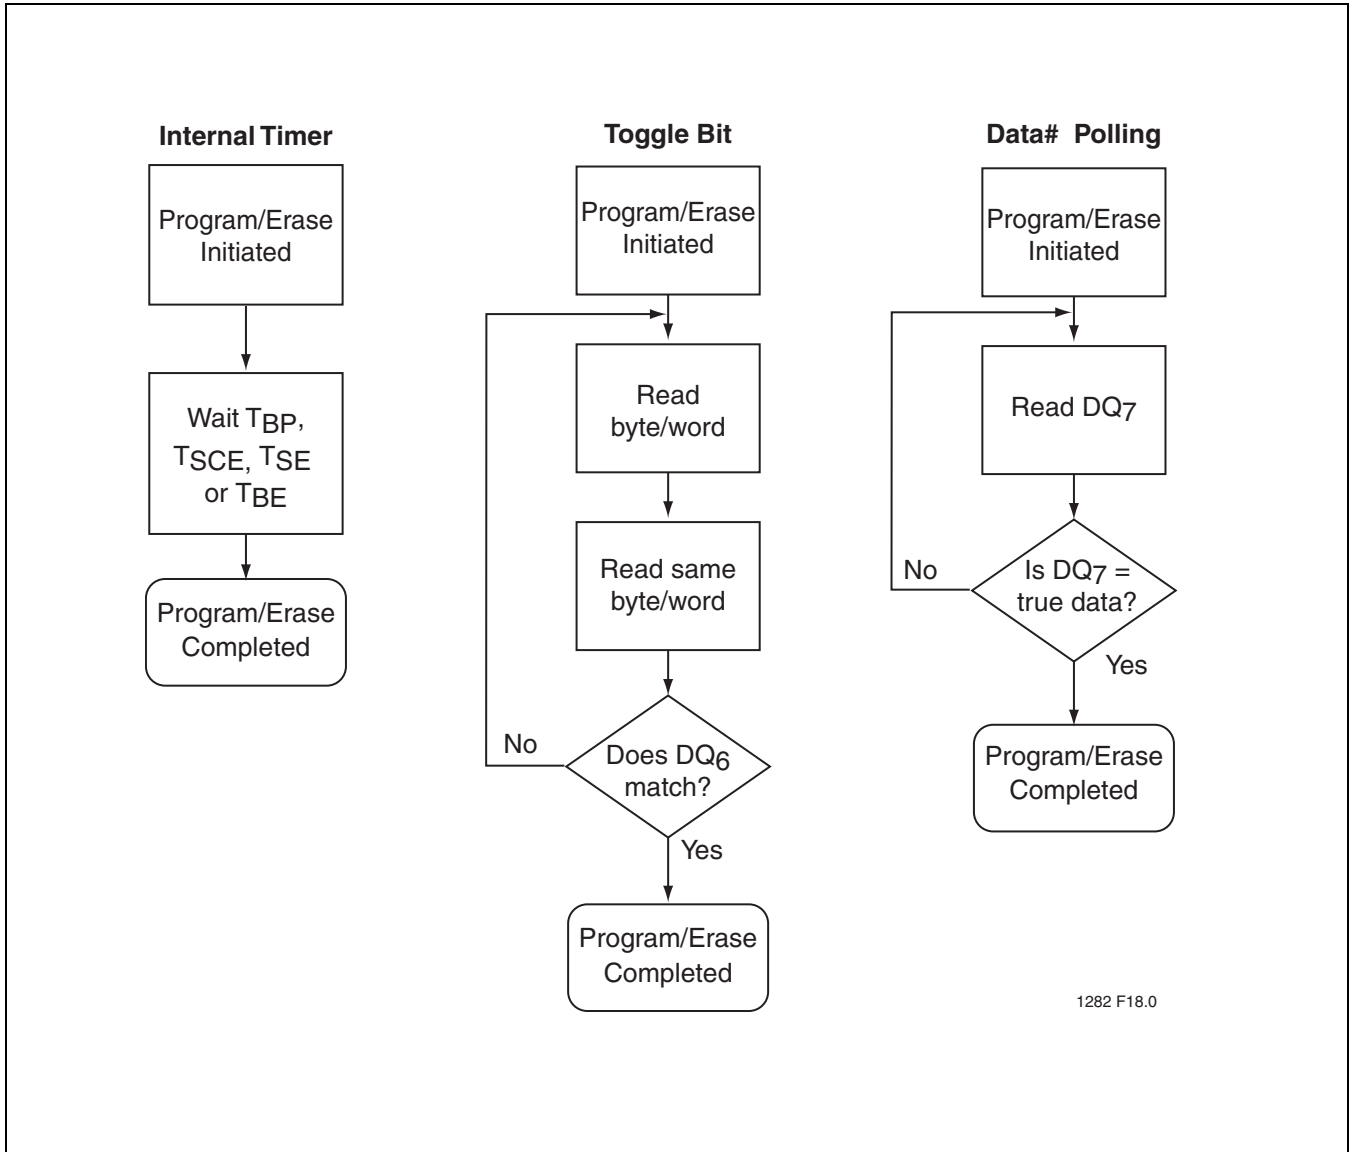 Internal Timer
Program/Erase
Initiated
Wait TBP,
TSCE, TSE
or TBE
Program/Erase
Completed
Toggle Bit
Program/Erase
Initiated
Read
byte/word
Read same
byte/word
Does DQ6
match?
No
Yes
Program/Erase
Completed
Data# Polling
Program/Erase
Initiated
Read DQ7
Is DQ7 =
true data?
No
Yes
Program/Erase
Completed
1282 F18.0